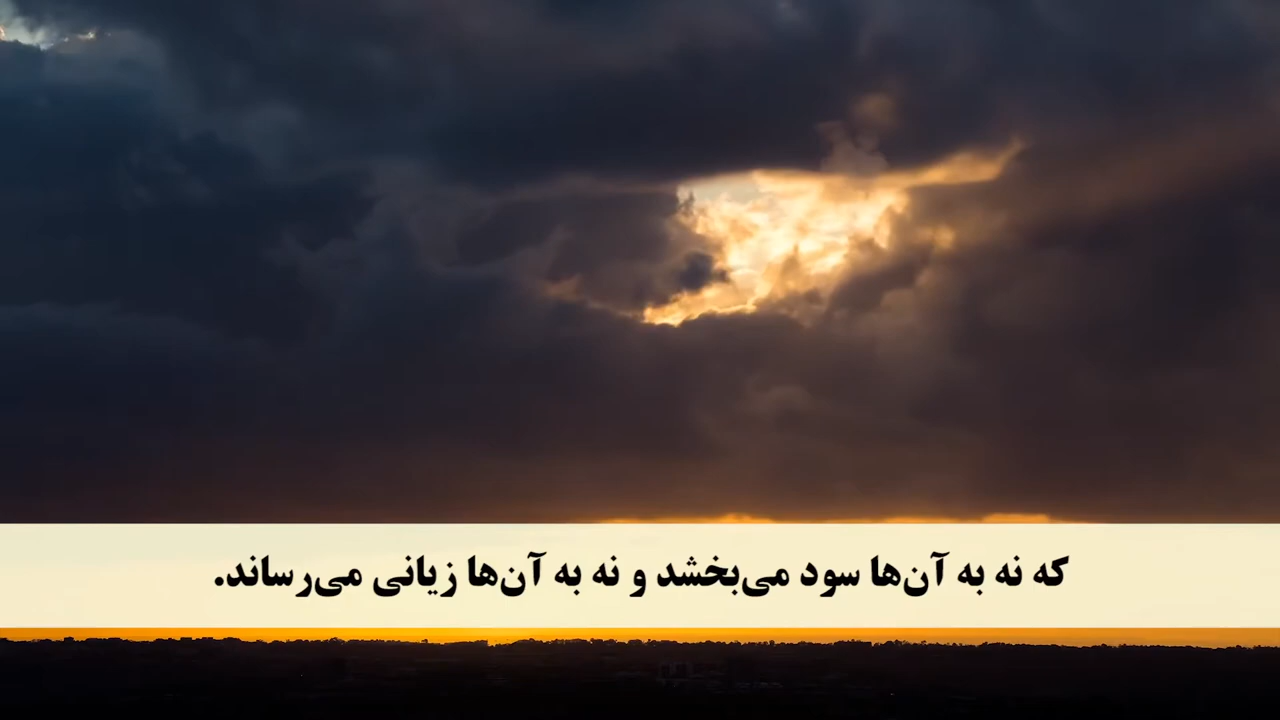 که نه به آن‌ها سود می‌بخشد و نه به آن‌ها زیانی می‌رساند.